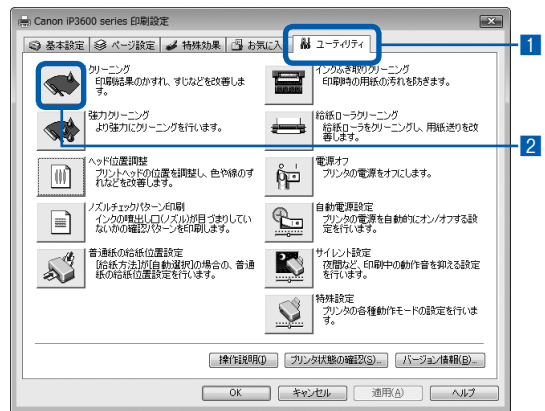 Canon iP3600 series 印刷設定
基本設定 ページ設定 特殊効果 お気に入 ユーティリティ
1
クリーニング
印刷結果のかすれ、すじなどを改善しま
す。
インクふき取りクリーニング
印刷時の用紙の汚れを防ぎます。
強力クリーニング
より強力にクリーニングを行います。
給紙ローラクリーニング
給紙ローラをクリーニングし、用紙送りを改
善します。
2
ヘッド位置調整
プリントヘッドの位置を調整し、色や線のず
れなどを改善します。
電源オフ
プリンタの電源をオフにします。
ノズルチェックパターン印刷
インクの噴出し口(ノズル)が目づまりしてい
ないかの確認パターンを印刷します。
自動電源設定
プリンタの電源を自動的にオン/オフする設
定を行います。
普通紙の給紙位置設定
[給紙方法]が[自動選択]の場合の、普通
紙の給紙位置設定を行います。
サイレント設定
夜間など、印刷中の動作音を抑える設定
を行います。
特殊設定
プリンタの各種動作モードの設定を行いま
す。
操作説明(I) プリンタ状態の確認(S)... バージョン情報(B)...
OK キャンセル 適用(A) ヘルプ